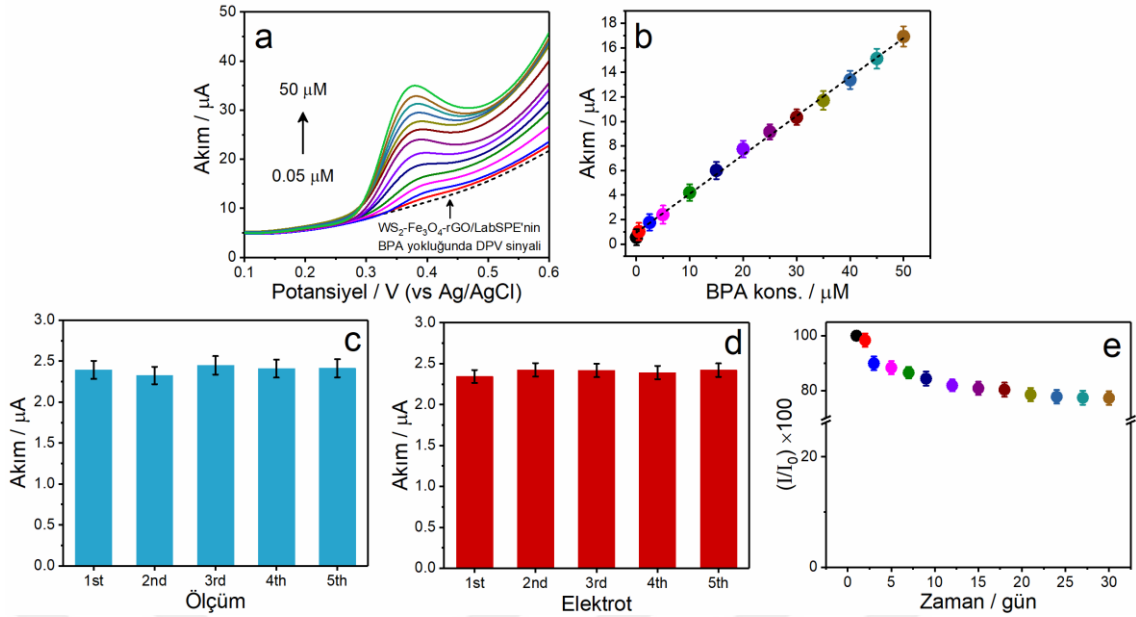 a
Akım / μA
50
40
30
20
10
0
50 μM
0.05 μM
WS₂-Fe₃O₄-rGO/LabSPE'nin
BPA yokluğunda DPV sinyali
0.1 0.2 0.3 0.4 0.5 0.6
Potansiyel / V (vs Ag/AgCl)
b
Akım / μA
18
16
14
12
10
8
6
4
2
0
0 10 20 30 40 50
BPA kons. / μM
c
Akım / μA
3.0
2.5
2.0
1.5
1.0
0.5
0.0
1st 2nd 3rd 4th 5th
Ölçüm
d
Akım / μA
3.0
2.5
2.0
1.5
1.0
0.5
0.0
1st 2nd 3rd 4th 5th
Elektrot
e
(I/I₀) ×100
100
80
20
0
0 5 10 15 20 25 30
Zaman / gün